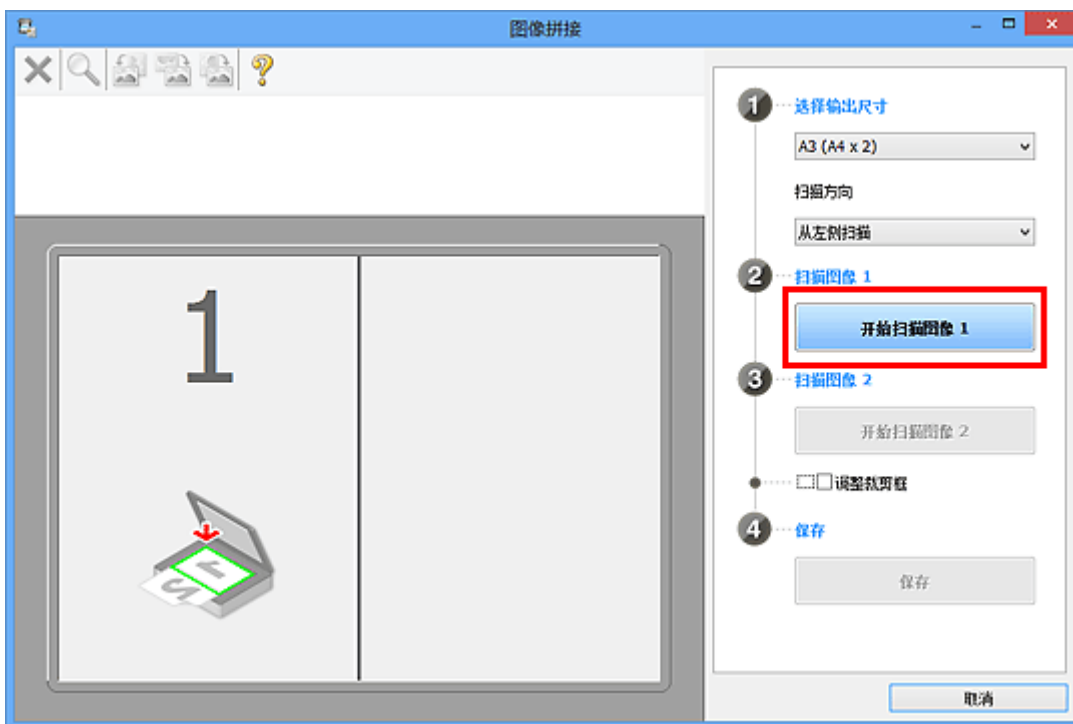 图像拼接
1
选择输出尺寸
A3 (A4 x 2)
扫描方向
从左侧扫描
2
扫描图像 1
开始扫描图像 1
3
扫描图像 2
开始扫描图像 2
调整裁剪框
4
保存
保存
取消
1